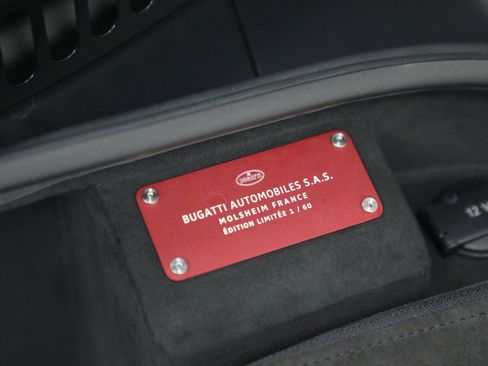 BUGATTI
BUGATTI AUTOMOBILES S.A.S.
MOLSHEIM FRANCE
ÉDITION LIMITÉE 1 / 60
12 V